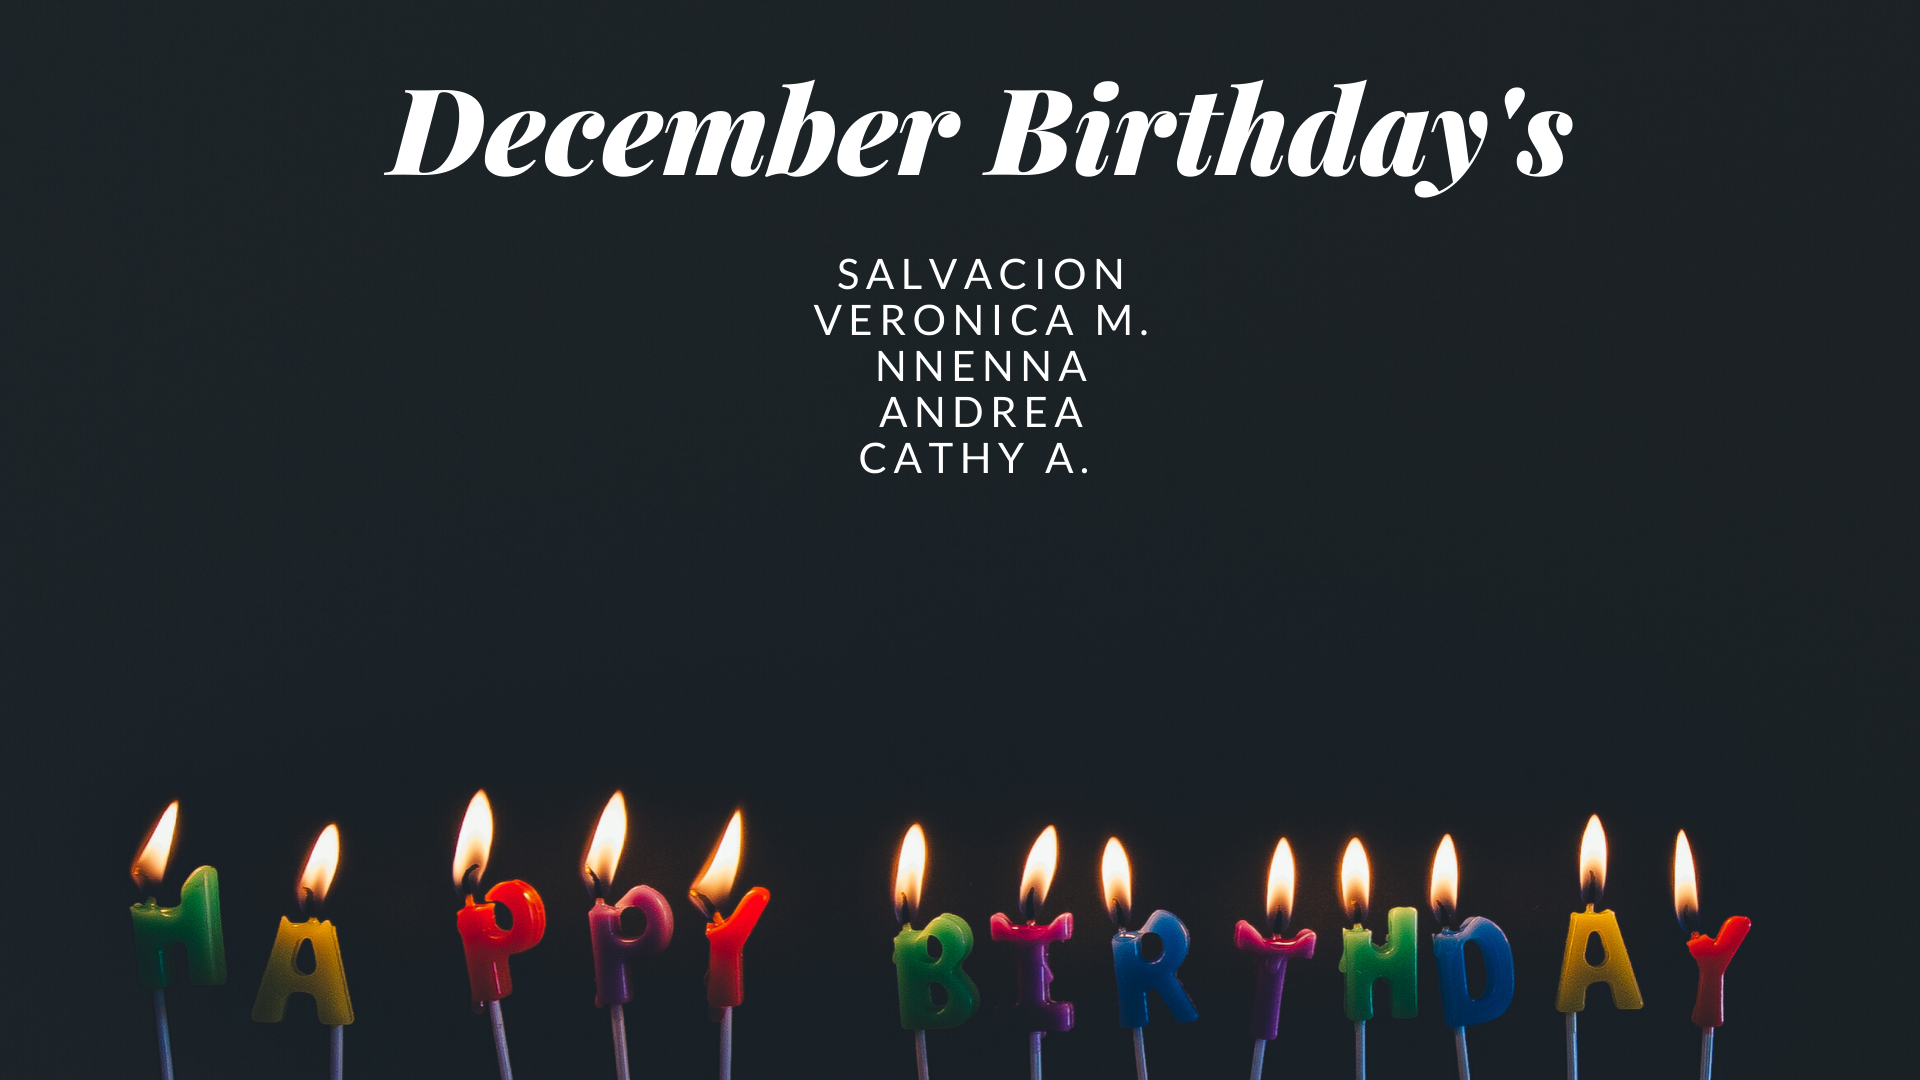 December Birthday's
SALVACION
VERONICA M.
NNENNA
ANDREA
CATHY A.
HAPPY BIRTHDAY